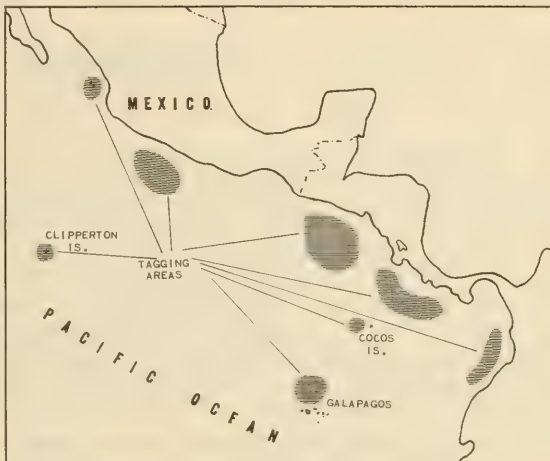 MEXICO.
CLIPPERTON
IS.
TAGGING
AREAS
COCOS
IS.
GALAPAGOS
PACIFIC OCEAN